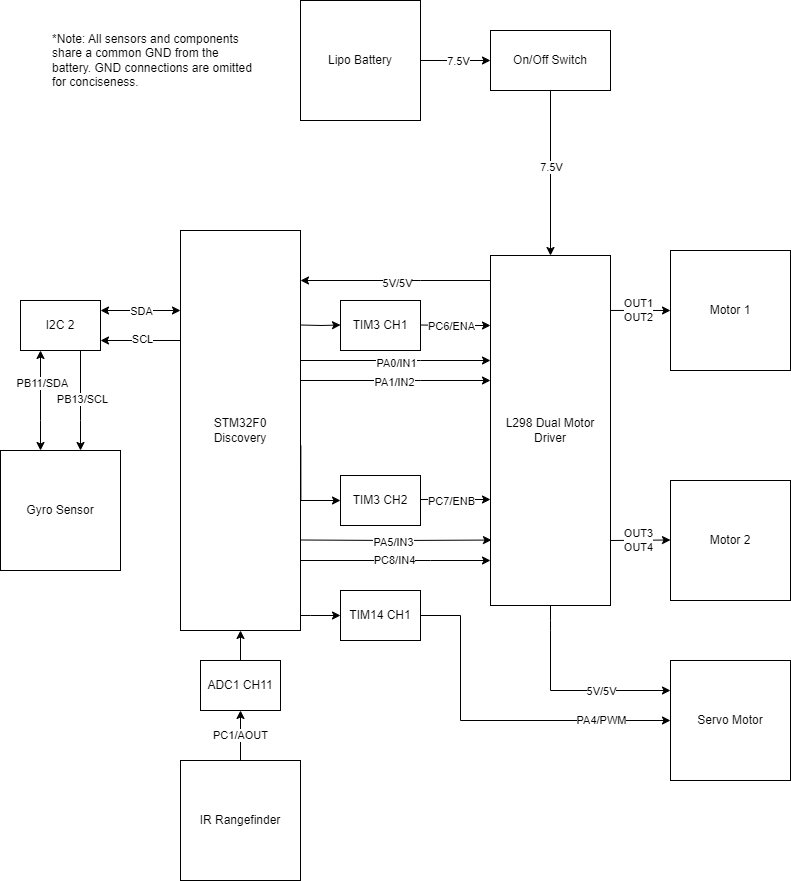 *Note: All sensors and components
share a common GND from the
battery. GND connections are omitted
for conciseness.
Lipo Battery
7.5V
On/Off Switch
7.5V
5V/5V
I2C 2
SDA
SCL
TIM3 CH1
PC6/ENA
OUT1
OUT2
Motor 1
PA0/IN1
PA1/IN2
PB11/SDA
PB13/SCL
STM32F0
Discovery
L298 Dual Motor
Driver
Gyro Sensor
TIM3 CH2
PC7/ENB
PA5/IN3
PC8/IN4
OUT3
OUT4
Motor 2
TIM14 CH1
ADC1 CH11
5V/5V
PA4/PWM
Servo Motor
PC1/AOUT
IR Rangefinder